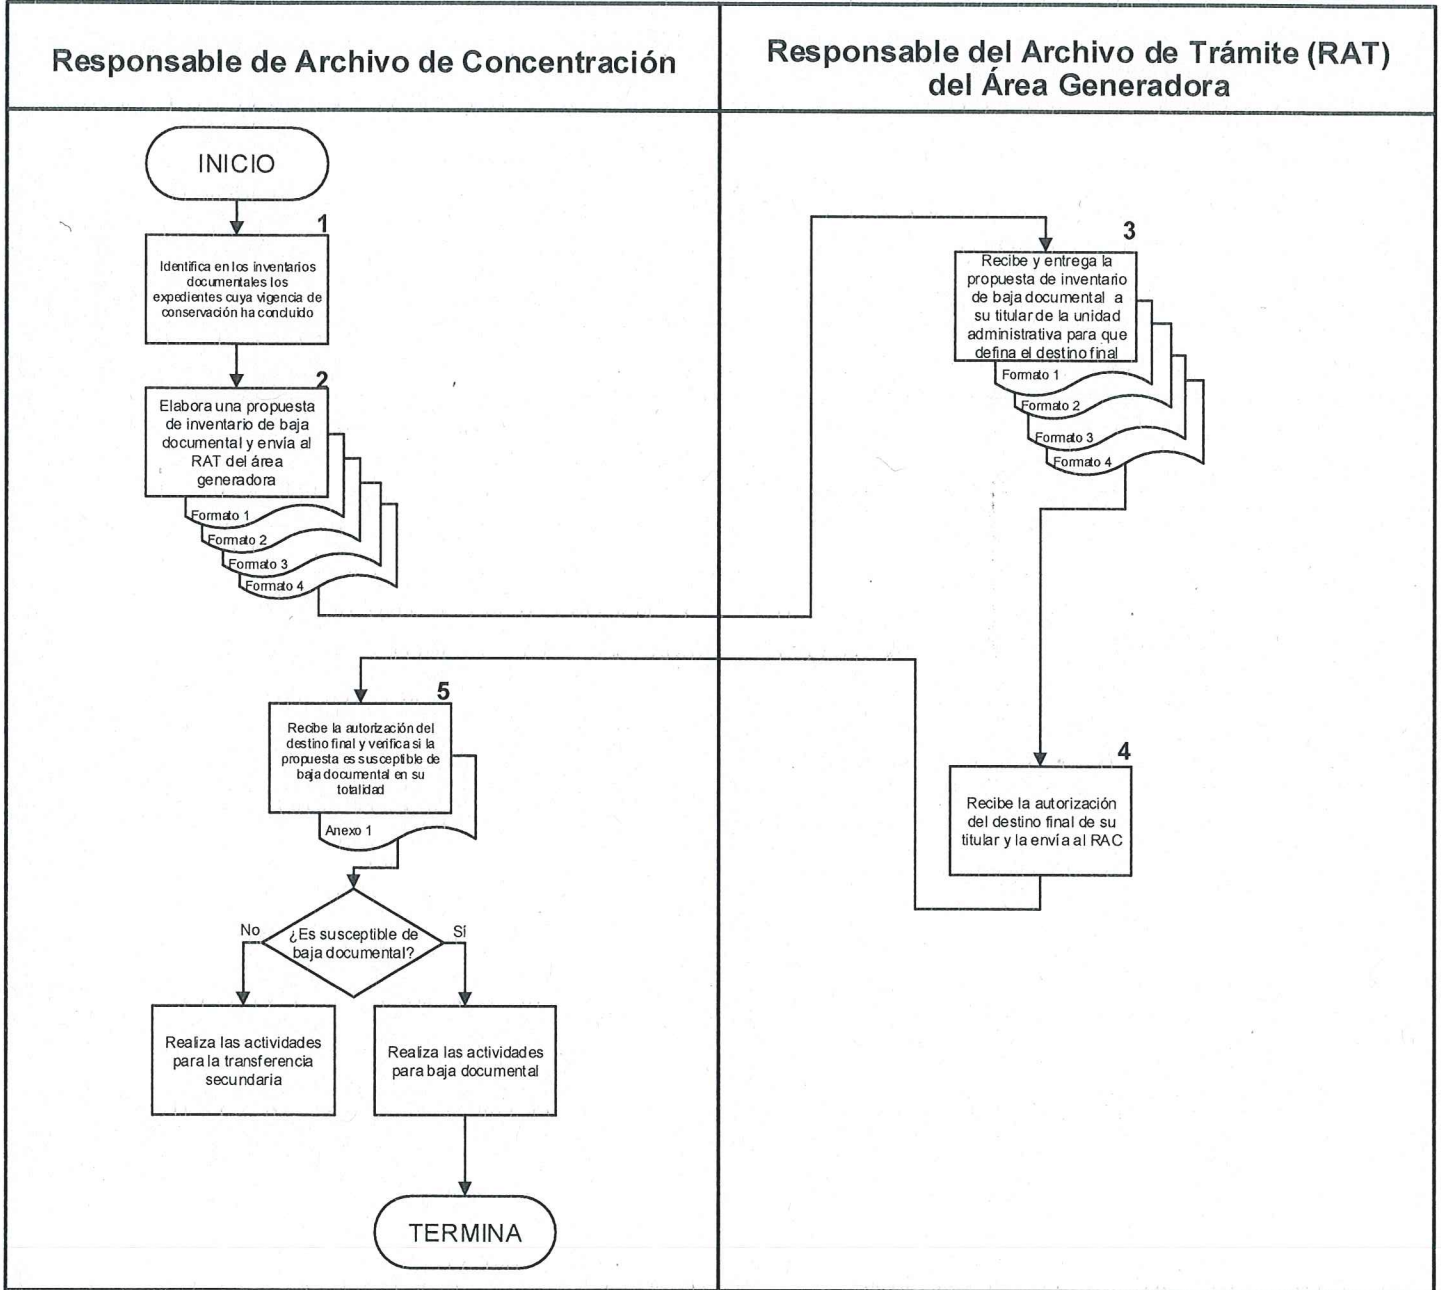 Responsable de Archivo de Concentración
Responsable del Archivo de Trámite (RAT)
del Área Generadora
INICIO
1
Identifica en los inventarios
documentales los
expedientes cuya vigencia de
conservación ha concluido
2
Elabora una propuesta
de inventario de baja
documental y envía al
RAT del área
generadora
Formato 1
Formato 2
Formato 3
Formato 4
3
Recibe y entrega la
propuesta de inventario
de baja documental a
su titular de la unidad
administrativa para que
defina el destino final
Formato 1
Formato 2
Formato 3
Formato 4
4
Recibe la autorización
del destino final de su
titular y la envía al RAC
5
Recibe la autorización del
destino final y verifica si la
propuesta es susceptible de
baja documental en su
totalidad
Anexo 1
¿Es susceptible de
baja documental?
No
Sí
Realiza las actividades
para la transferencia
secundaria
Realiza las actividades
para baja documental
TERMINA